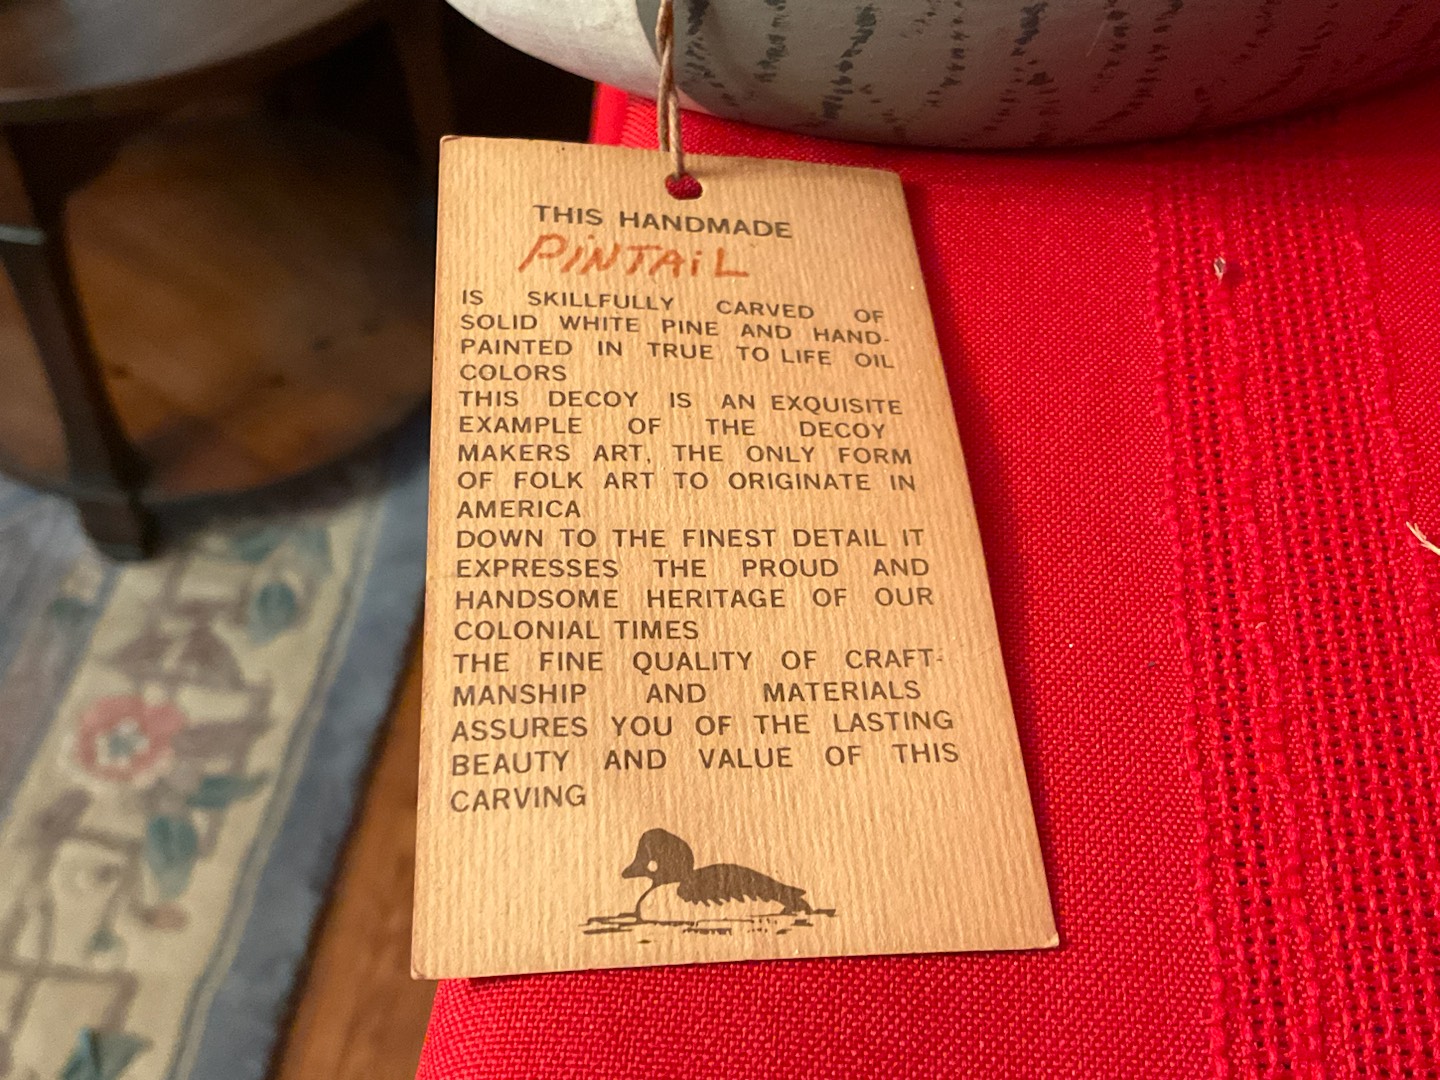 THIS HANDMADE
PiNTAiL
IS SKILLFULLY CARVED OF
SOLID WHITE PINE AND HAND-
PAINTED IN TRUE TO LIFE OIL
COLORS
THIS DECOY IS AN EXQUISITE
EXAMPLE OF THE DECOY
MAKERS ART, THE ONLY FORM
OF FOLK ART TO ORIGINATE IN
AMERICA
DOWN TO THE FINEST DETAIL IT
EXPRESSES THE PROUD AND
HANDSOME HERITAGE OF OUR
COLONIAL TIMES
THE FINE QUALITY OF CRAFT-
MANSHIP AND MATERIALS
ASSURES YOU OF THE LASTING
BEAUTY AND VALUE OF THIS
CARVING